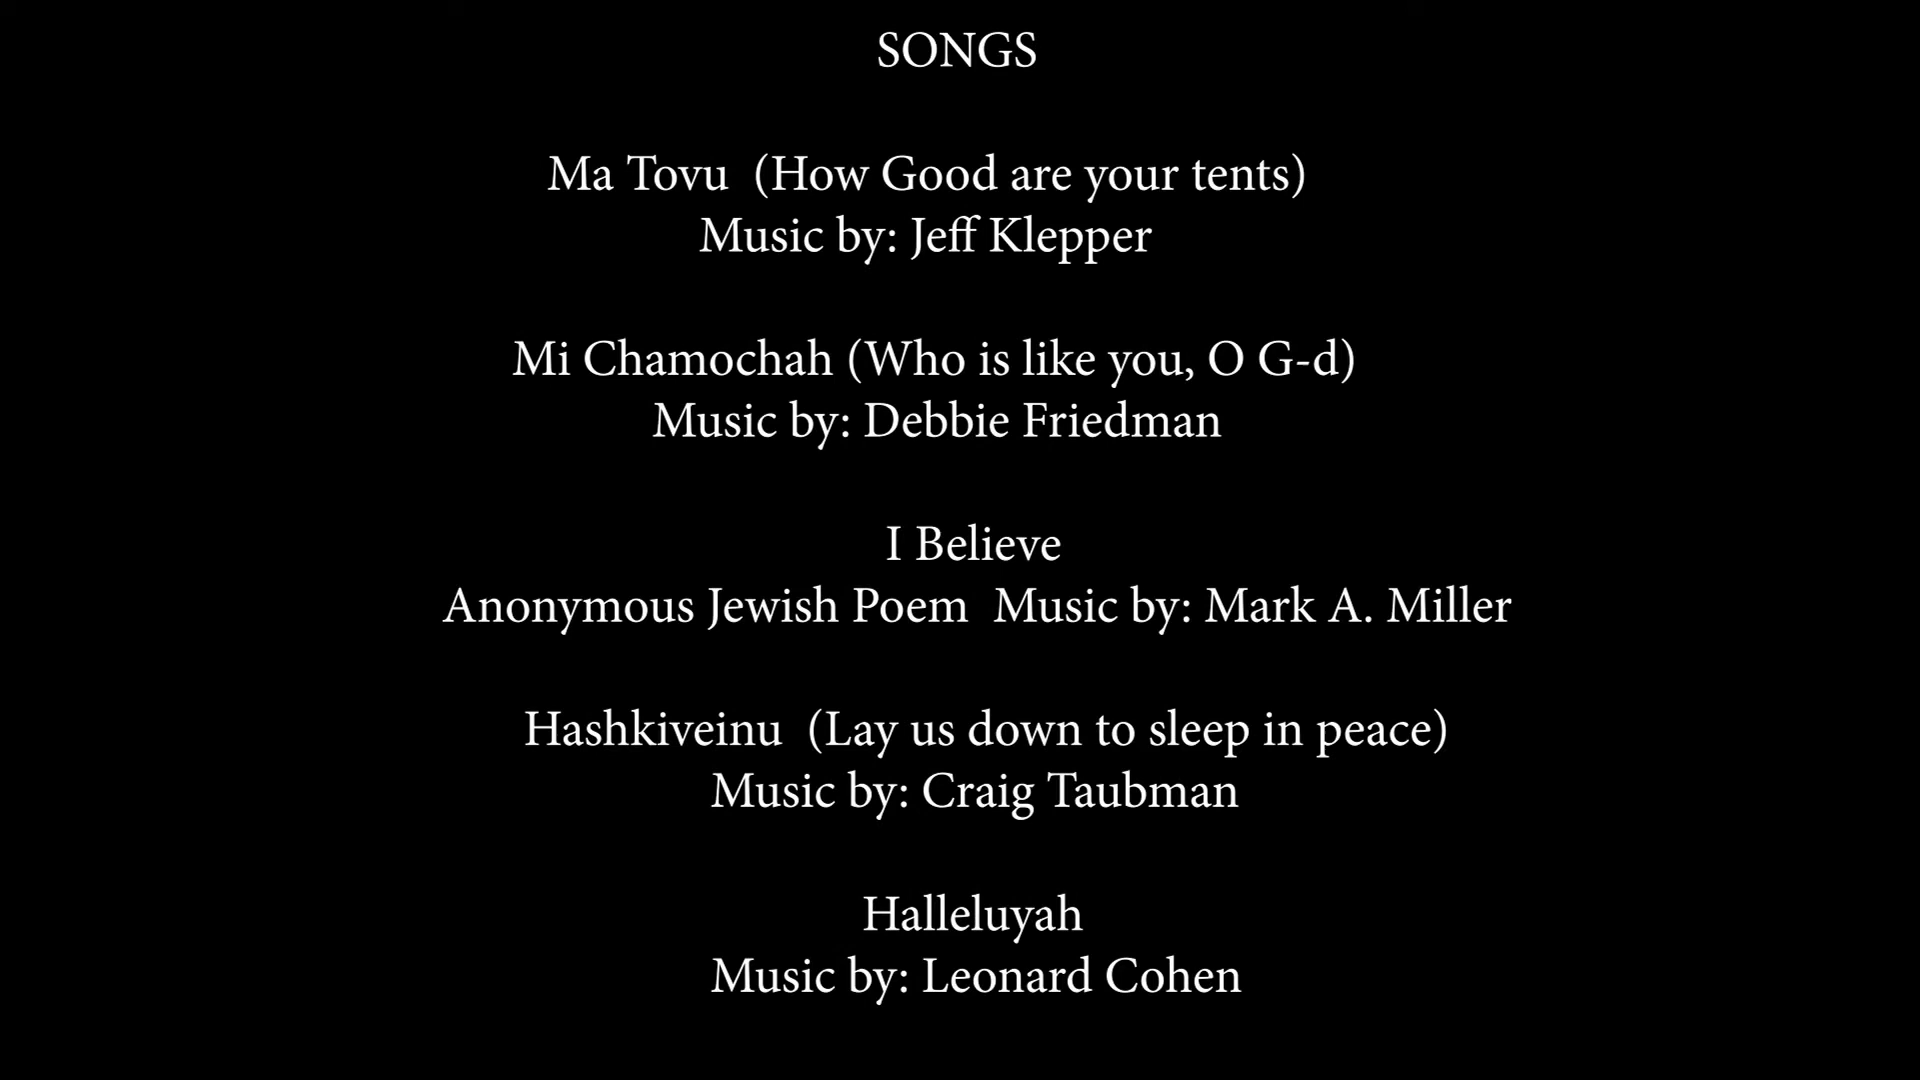 SONGS
Ma Tovu  (How Good are your tents)
Music by: Jeff Klepper
Mi Chamochah (Who is like you, O G-d)
Music by: Debbie Friedman
I Believe
Anonymous Jewish Poem  Music by: Mark A. Miller
Hashkiveinu  (Lay us down to sleep in peace)
Music by: Craig Taubman
Halleluyah
Music by: Leonard Cohen